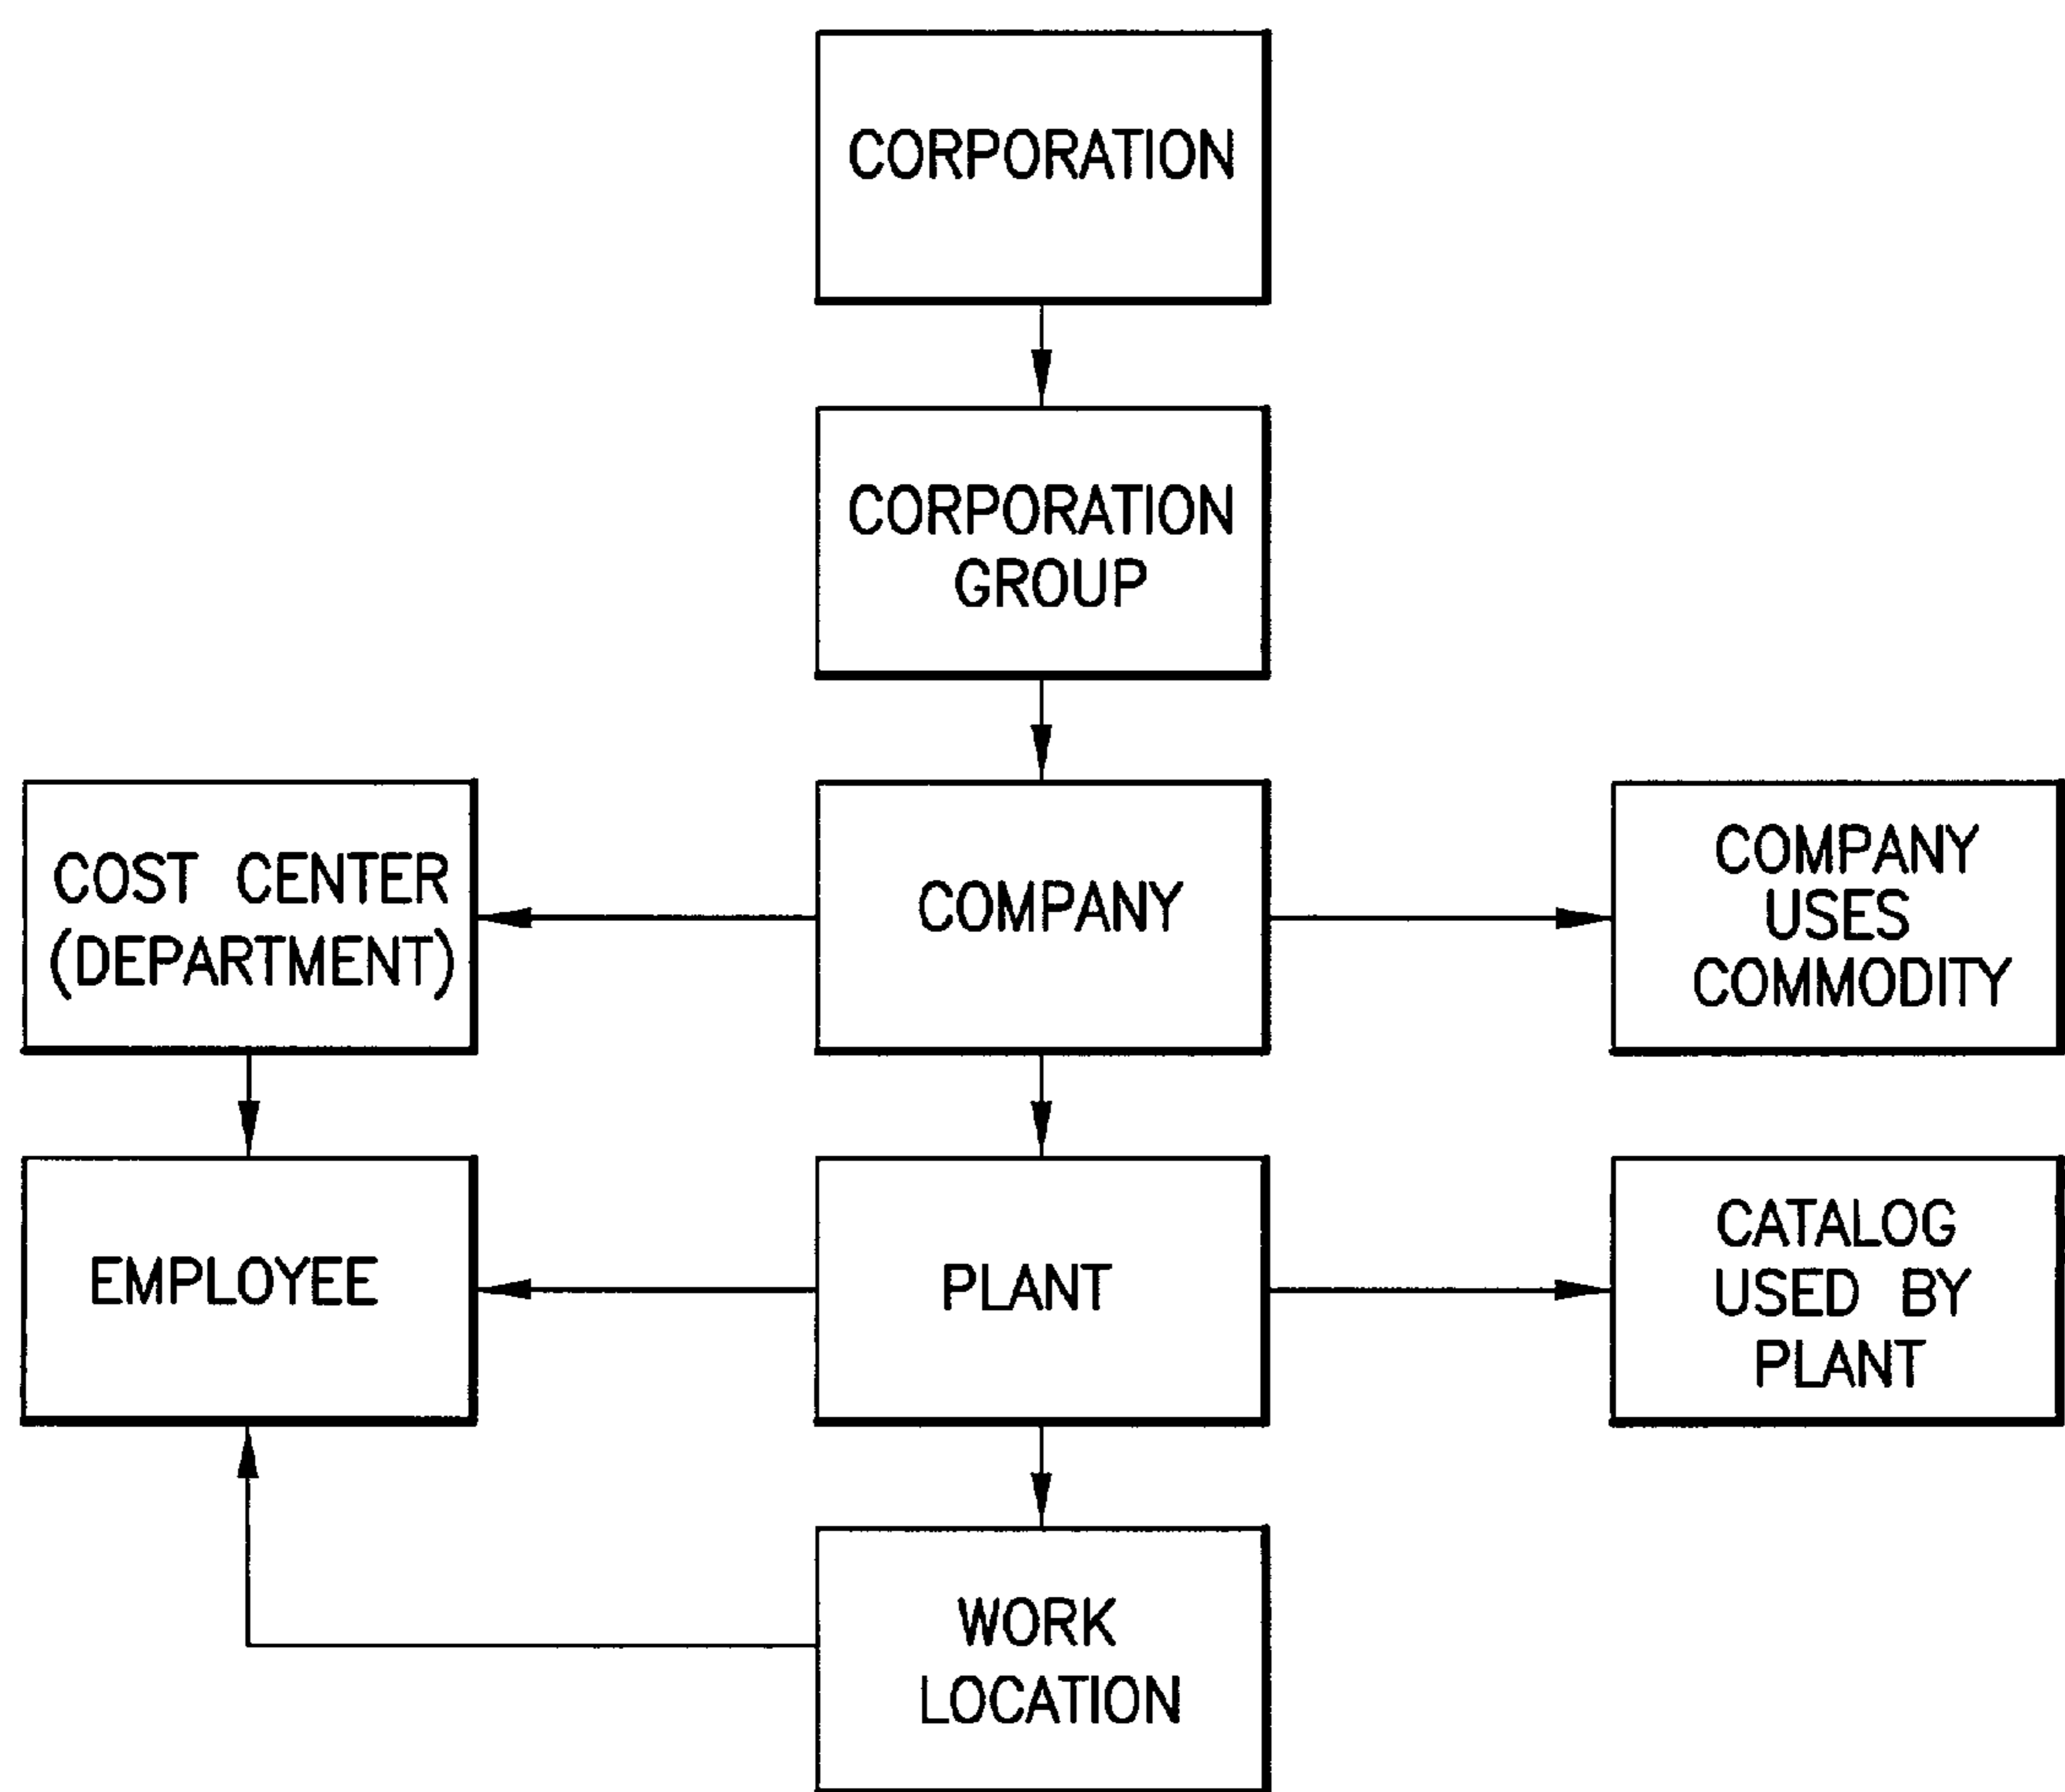 CORPORATION
CORPORATION
GROUP
COST CENTER
(DEPARTMENT)
COMPANY
COMPANY
USES
COMMODITY
EMPLOYEE
PLANT
CATALOG
USED BY
PLANT
WORK
LOCATION